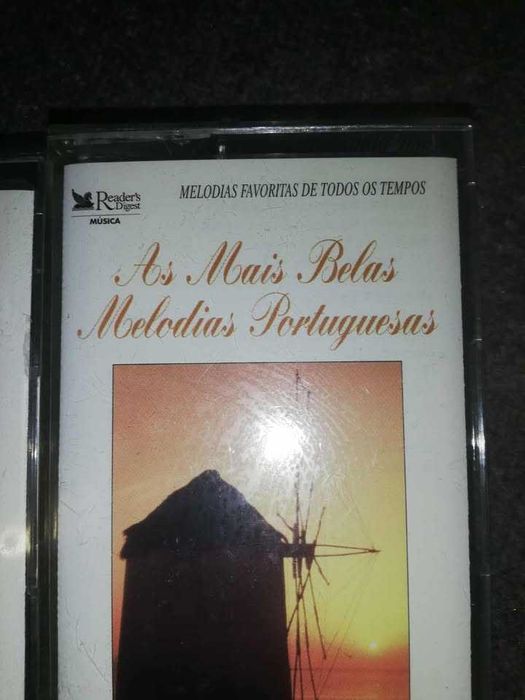 Reader's
Digest
MÚSICA
MELODIAS FAVORITAS DE TODOS OS TEMPOS
As Mais Belas
Melodias Portuguesas